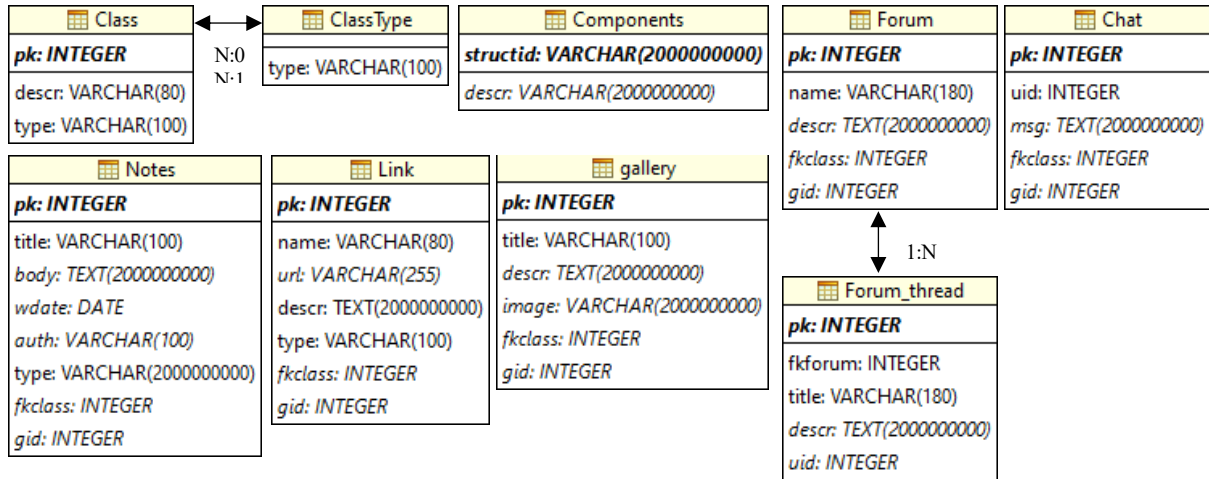 Class
pk: INTEGER
descr: VARCHAR(80)
type: VARCHAR(100)
N:0
N:1
ClassType
type: VARCHAR(100)
Components
structid: VARCHAR(2000000000)
descr: VARCHAR(2000000000)
Forum
pk: INTEGER
name: VARCHAR(180)
descr: TEXT(2000000000)
fkclass: INTEGER
gid: INTEGER
Chat
pk: INTEGER
uid: INTEGER
msg: TEXT(2000000000)
fkclass: INTEGER
gid: INTEGER
Notes
pk: INTEGER
title: VARCHAR(100)
body: TEXT(2000000000)
wdate: DATE
auth: VARCHAR(100)
type: VARCHAR(2000000000)
fkclass: INTEGER
gid: INTEGER
Link
pk: INTEGER
name: VARCHAR(80)
url: VARCHAR(255)
descr: TEXT(2000000000)
type: VARCHAR(100)
fkclass: INTEGER
gid: INTEGER
gallery
pk: INTEGER
title: VARCHAR(100)
descr: TEXT(2000000000)
image: VARCHAR(2000000000)
fkclass: INTEGER
gid: INTEGER
1:N
Forum_thread
pk: INTEGER
fkforum: INTEGER
title: VARCHAR(180)
descr: TEXT(2000000000)
uid: INTEGER